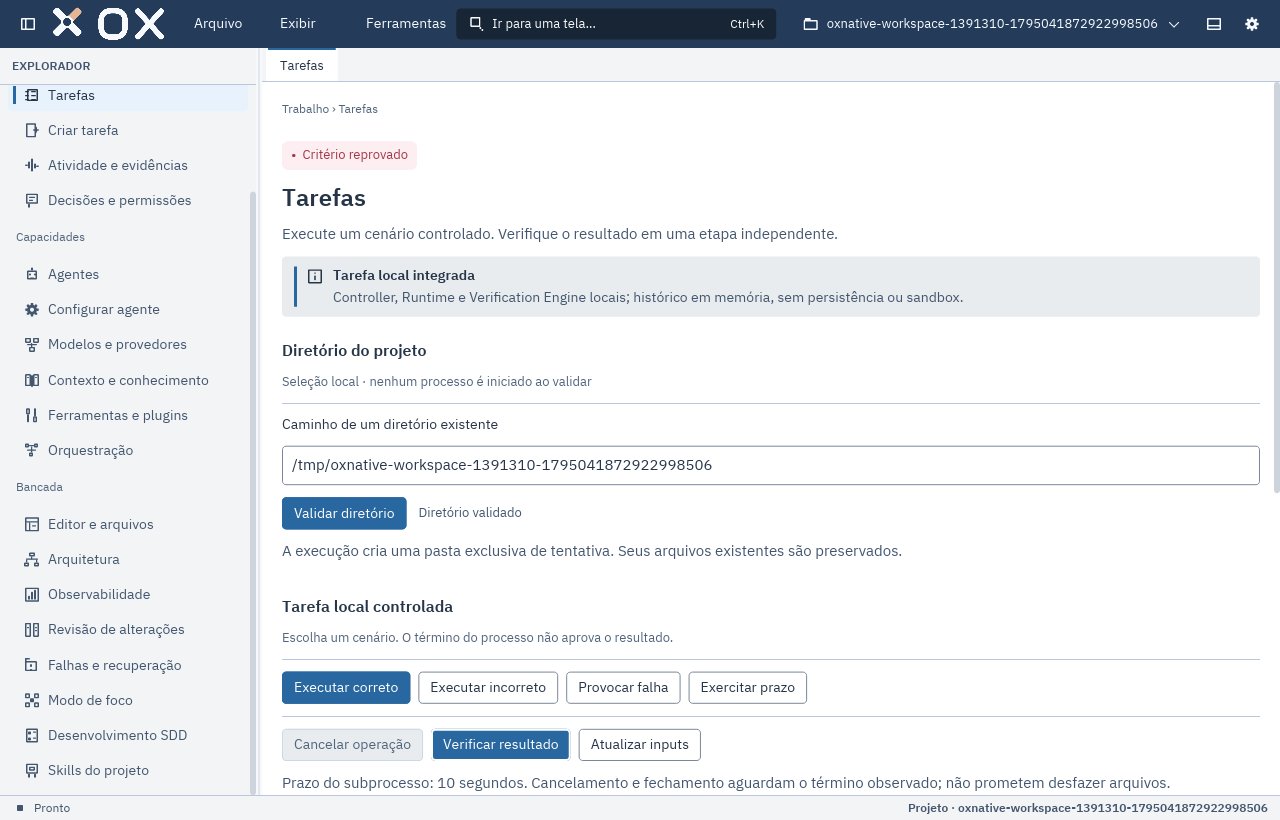 OX
Arquivo
Exibir
Ferramentas
Ir para uma tela...
Ctrl+K
oxnative-workspace-1391310-1795041872922998506
EXPLORADOR
Tarefas
Criar tarefa
Atividade e evidências
Decisões e permissões
Capacidades
Agentes
Configurar agente
Modelos e provedores
Contexto e conhecimento
Ferramentas e plugins
Orquestração
Bancada
Editor e arquivos
Arquitetura
Observabilidade
Revisão de alterações
Falhas e recuperação
Modo de foco
Desenvolvimento SDD
Skills do projeto
Tarefas
Trabalho › Tarefas
• Critério reprovado
Tarefas
Execute um cenário controlado. Verifique o resultado em uma etapa independente.
Tarefa local integrada
Controller, Runtime e Verification Engine locais; histórico em memória, sem persistência ou sandbox.
Diretório do projeto
Seleção local · nenhum processo é iniciado ao validar
Caminho de um diretório existente
/tmp/oxnative-workspace-1391310-1795041872922998506
Validar diretório
Diretório validado
A execução cria uma pasta exclusiva de tentativa. Seus arquivos existentes são preservados.
Tarefa local controlada
Escolha um cenário. O término do processo não aprova o resultado.
Executar correto
Executar incorreto
Provocar falha
Exercitar prazo
Cancelar operação
Verificar resultado
Atualizar inputs
Prazo do subprocesso: 10 segundos. Cancelamento e fechamento aguardam o término observado; não prometem desfazer arquivos.
Pronto
Projeto · oxnative-workspace-1391310-1795041872922998506